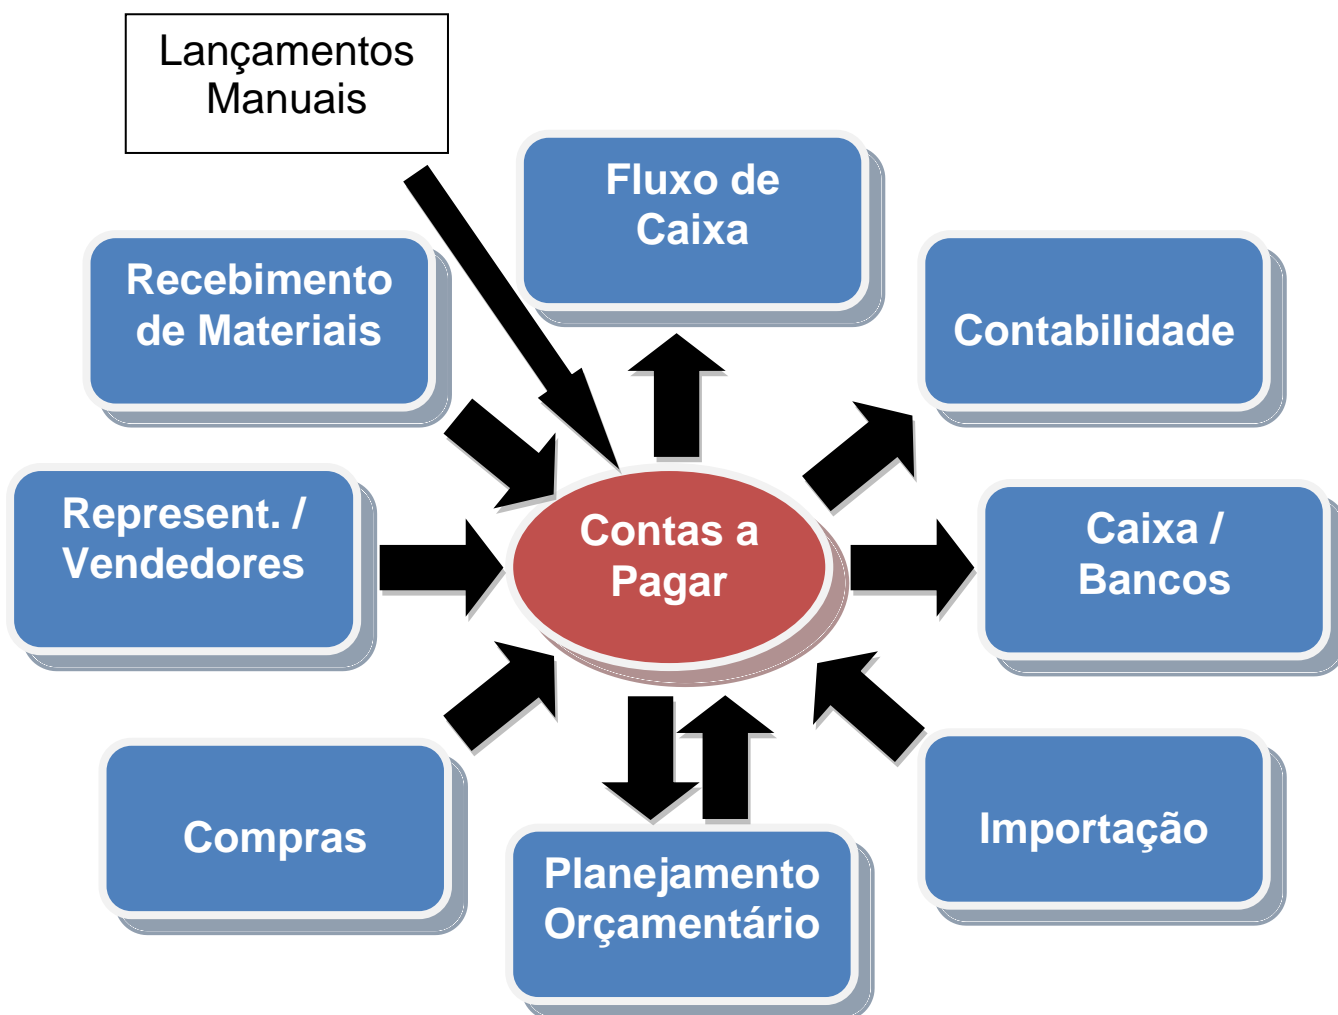 Lançamentos
Manuais
Fluxo de
Caixa
Recebimento
de Materiais
Contabilidade
Represent. /
Vendedores
Contas a
Pagar
Caixa /
Bancos
Compras
Planejamento
Orçamentário
Importação